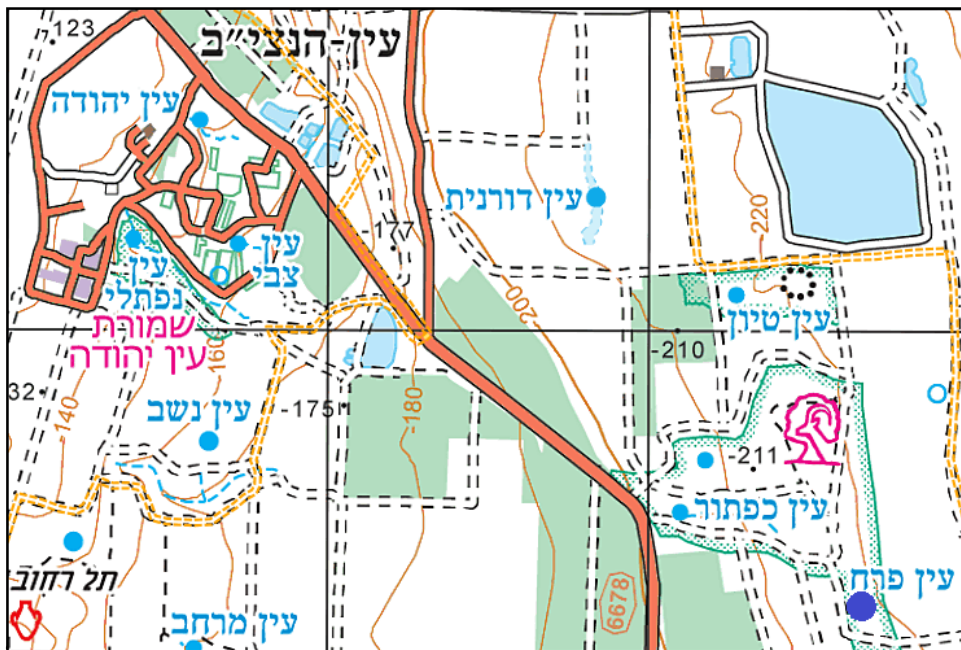 123
עין-הנצי״ב
עין יהודה
עין דורנית
-177
עין-
צבי
עין-
נפתלי
שמורת
עין יהודה
160
-200
220
עין טיון
-210
32
-140
עין נשב
-175
-180
-211
עין כפתור
עין פרח
תל רחוב
עין מרחב
6678